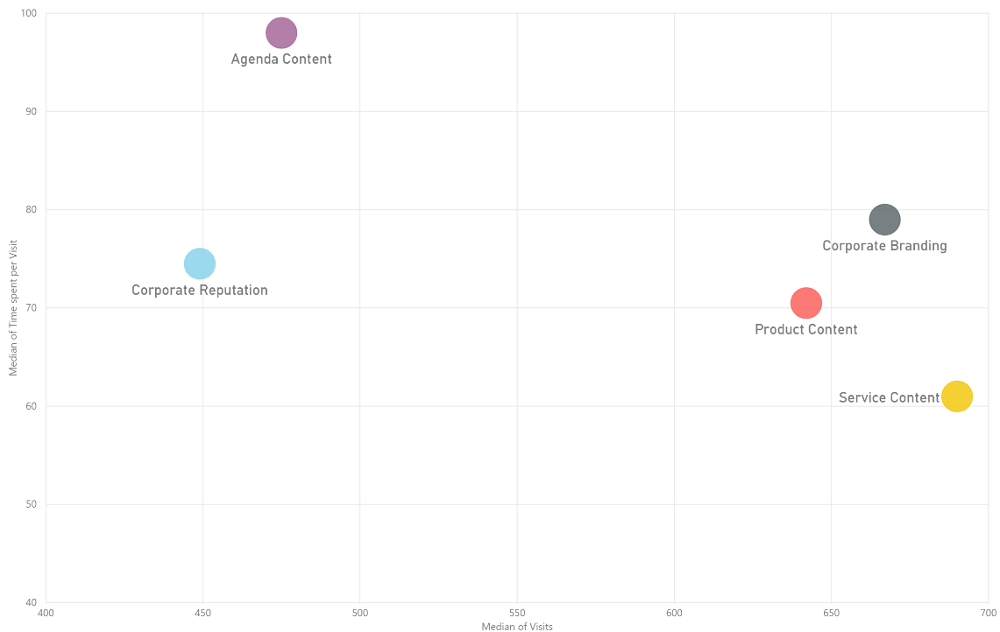 100
Agenda Content
90
80
Corporate Branding
Corporate Reputation
70
Product Content
Service Content
60
50
40
Median of Time spent per Visit
400 450 500 550 600 650 700
Median of Visits